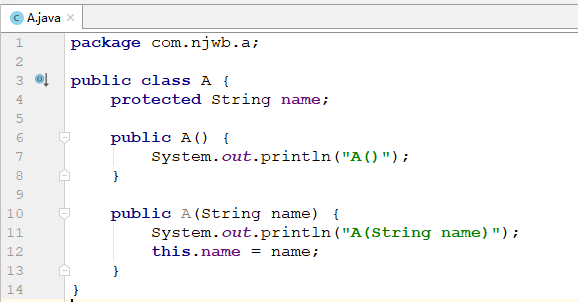 A.java
1 package com.njwb.a;
2
3 public class A {
4     protected String name;
5
6     public A() {
7         System.out.println("A()");
8     }
9
10     public A(String name) {
11         System.out.println("A(String name)");
12         this.name = name;
13     }
14 }